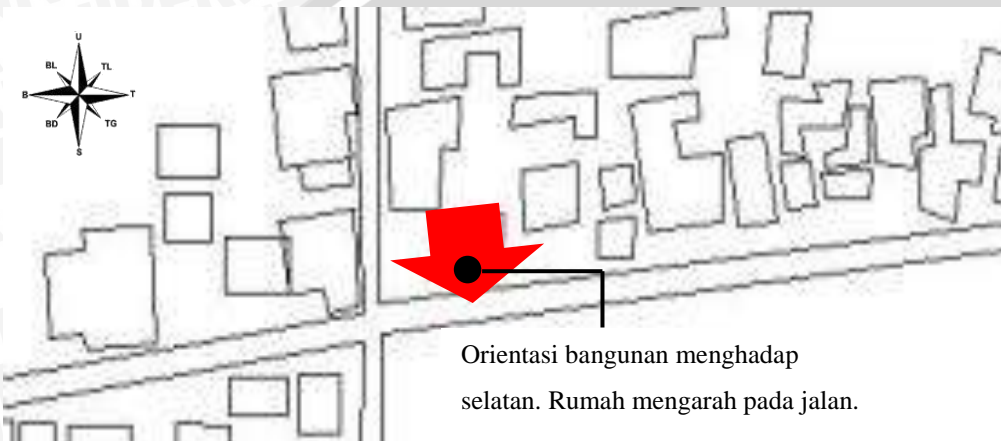 U
BL TL
B T
BD TG
S
Orientasi bangunan menghadap
selatan. Rumah mengarah pada jalan.